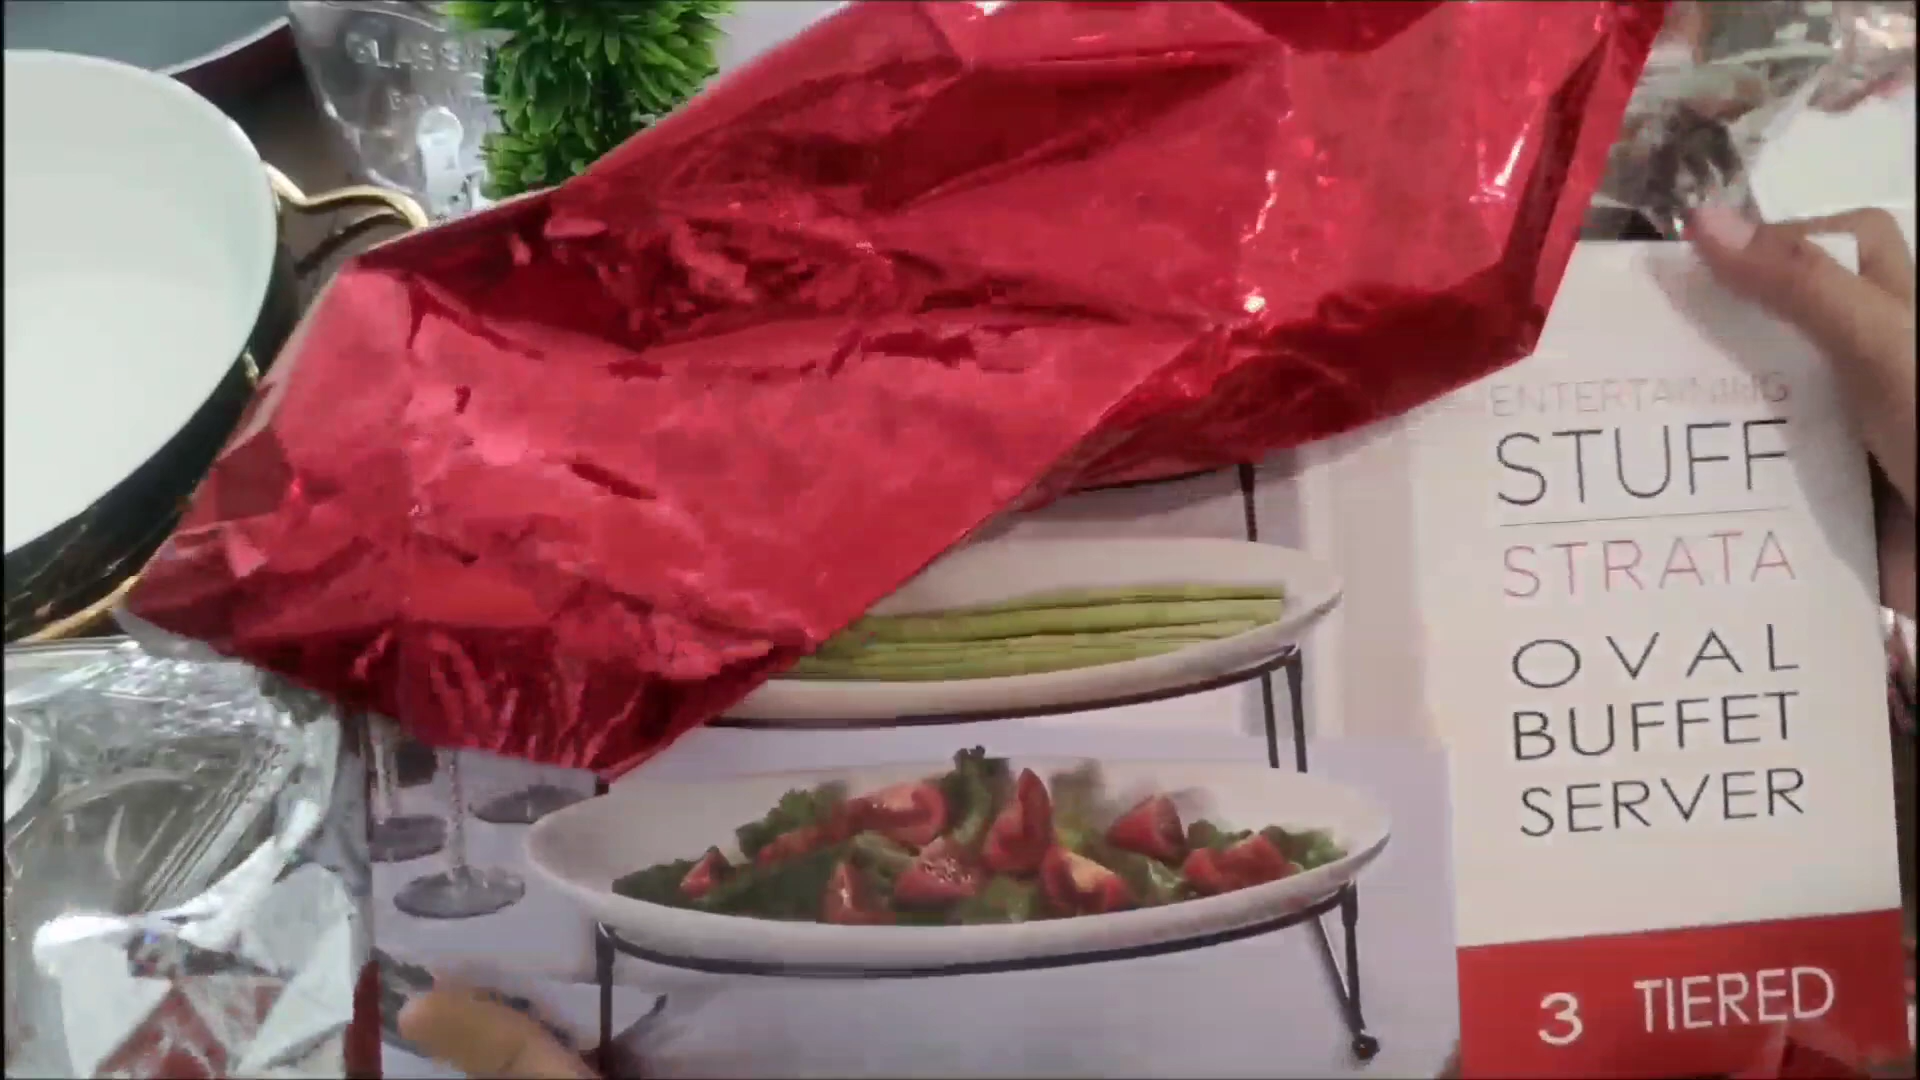 ENTERTAINING
STUFF
STRATA
OVAL
BUFFET
SERVER
3 TIERED